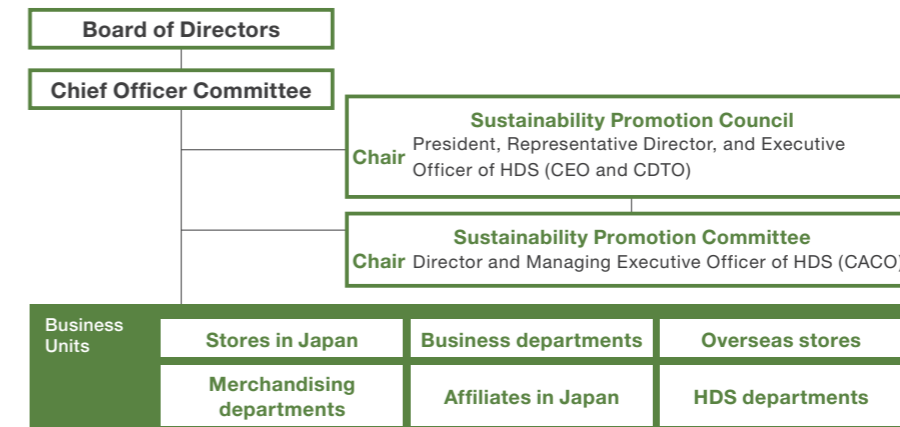 Board of Directors
Chief Officer Committee
Sustainability Promotion Council
Chair President, Representative Director, and Executive
Officer of HDS (CEO and CDTO)
Sustainability Promotion Committee
Chair Director and Managing Executive Officer of HDS (CACO)
Business
Units
Stores in Japan
Business departments
Overseas stores
Merchandising
departments
Affiliates in Japan
HDS departments